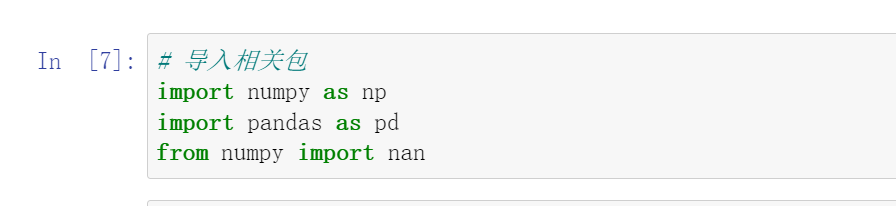 In [7]: # 导入相关包
import numpy as np
import pandas as pd
from numpy import nan